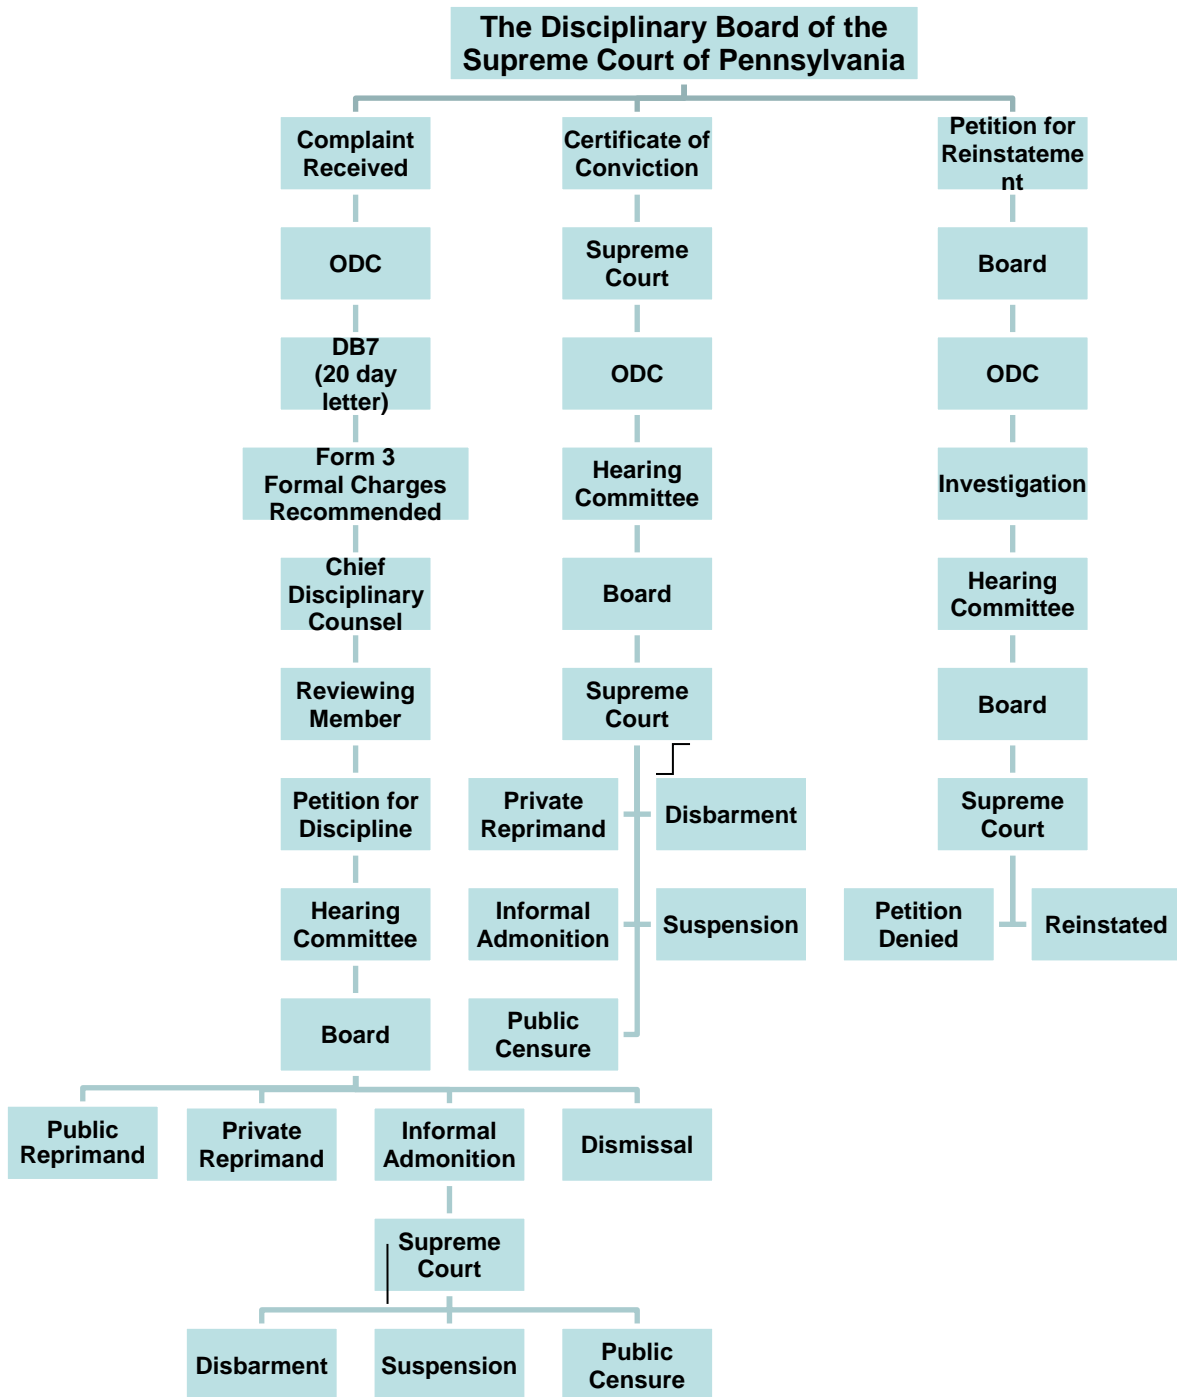 The Disciplinary Board of the
Supreme Court of Pennsylvania
Complaint
Received
ODC
DB7
(20 day
letter)
Form 3
Formal Charges
Recommended
Chief
Disciplinary
Counsel
Reviewing
Member
Petition for
Discipline
Hearing
Committee
Board
Public
Reprimand
Private
Reprimand
Informal
Admonition
Dismissal
Supreme
Court
Disbarment
Suspension
Public
Censure
Certificate of
Conviction
Supreme
Court
ODC
Hearing
Committee
Board
Supreme
Court
Private
Reprimand
Disbarment
Informal
Admonition
Suspension
Public
Censure
Petition for
Reinstateme
nt
Board
ODC
Investigation
Hearing
Committee
Board
Supreme
Court
Petition
Denied
Reinstated